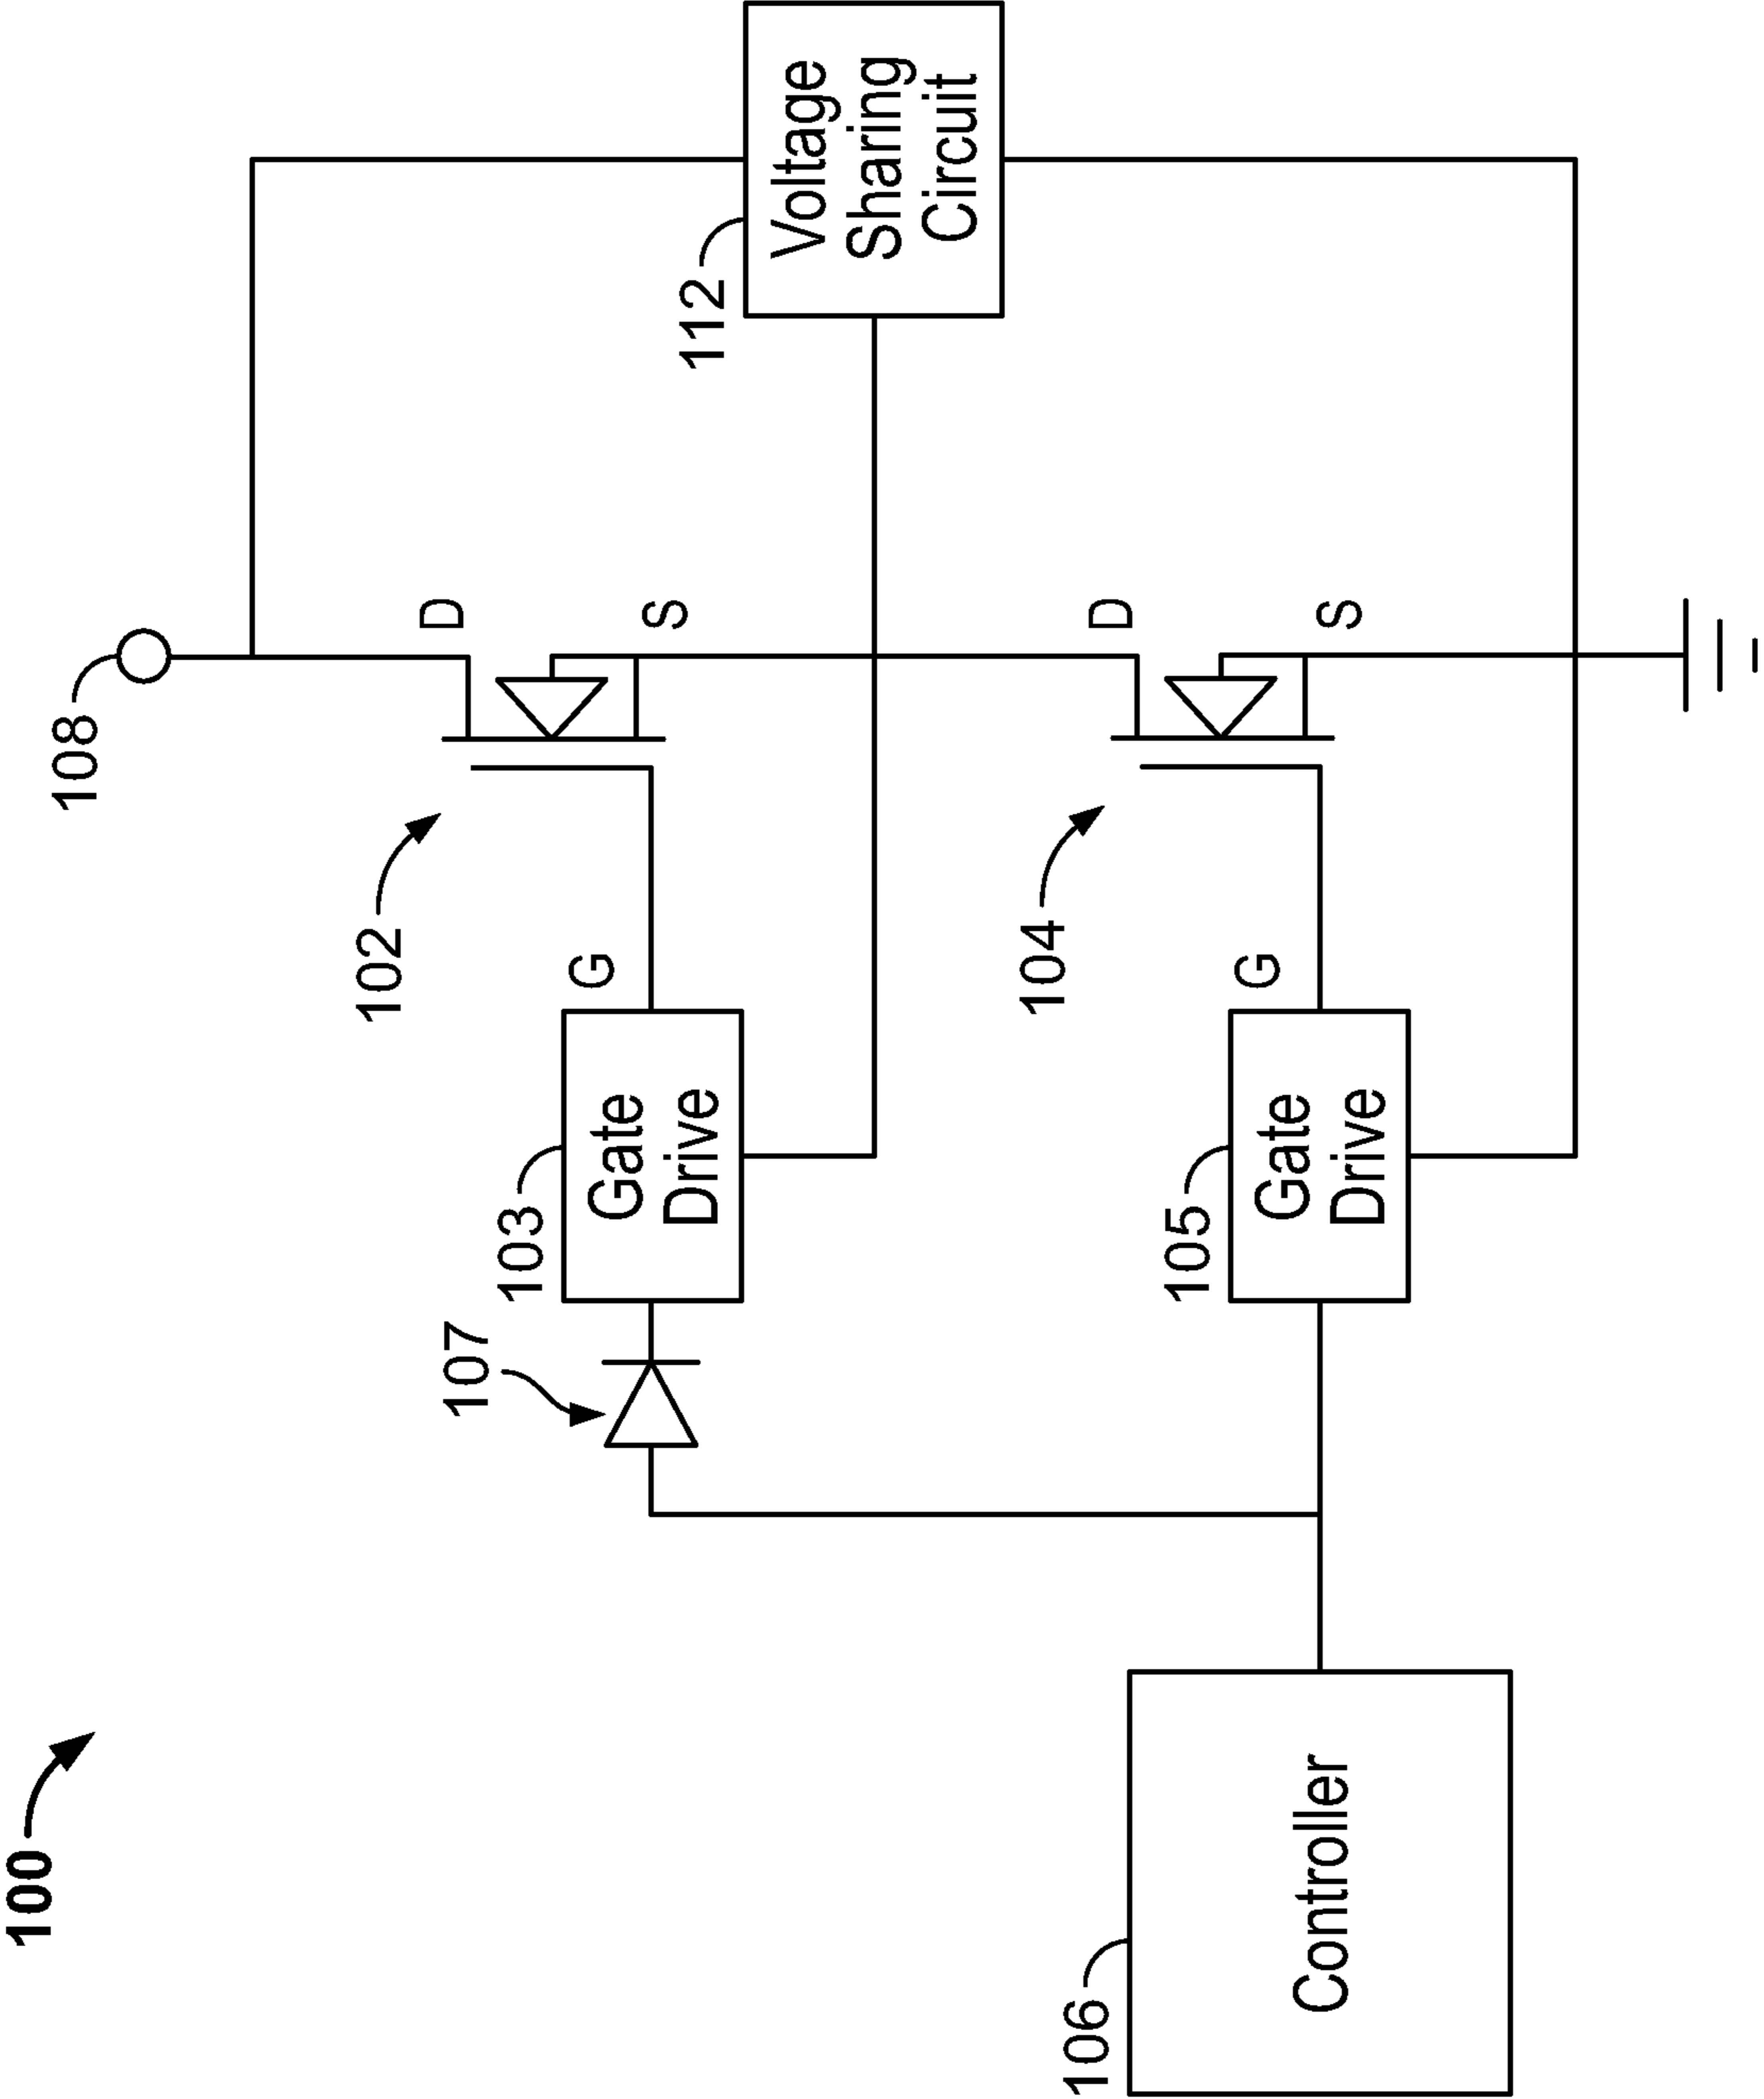 100
108
102
D
S
107
103
Gate
Drive
G
112
Voltage
Sharing
Circuit
104
D
S
106
Controller
105
Gate
Drive
G